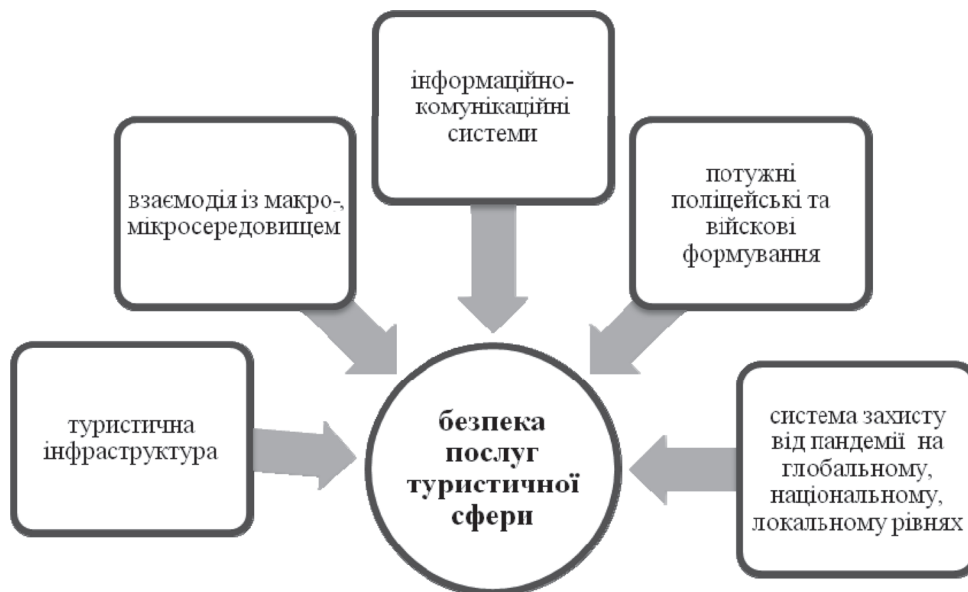 інформаційно-
комунікаційні
системи
взаємодія із макро-,
мікросередовищем
потужні
поліцейські та
військові
формування
туристична
інфраструктура
безпека
послуг
туристичної
сфери
система захисту
від пандемії на
глобальному,
національному,
локальному рівнях